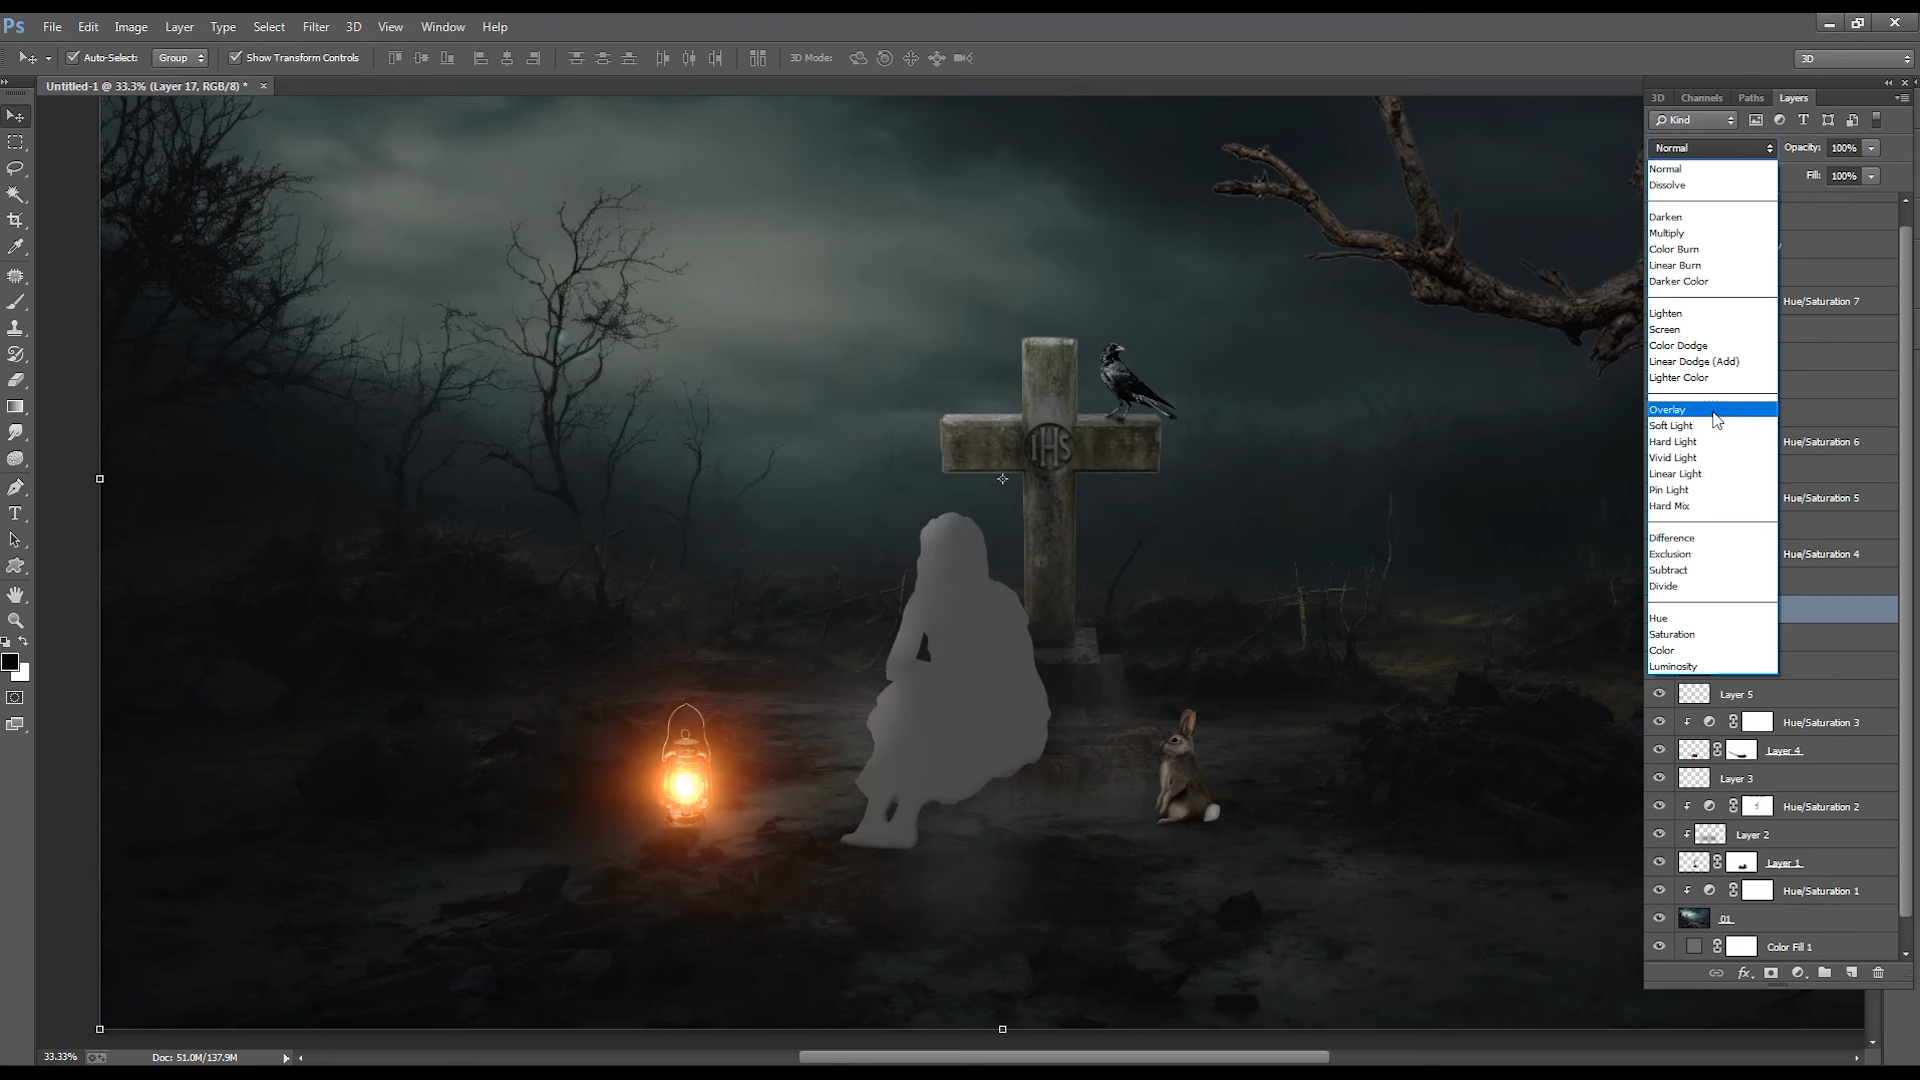 Ps File Edit Image Layer Type Select Filter 3D View Window Help
Auto-Select: Group Show Transform Controls 3D Mode: 3D
Untitled-1 @ 33.3% (Layer 17, RGB/8) * ×
3D Channels Paths Layers
Kind
Normal Opacity: 100%
Fill: 100%
Normal
Dissolve
Darken
Multiply
Color Burn
Linear Burn
Darker Color
Lighten
Screen
Color Dodge
Linear Dodge (Add)
Lighter Color
Overlay
Soft Light
Hard Light
Vivid Light
Linear Light
Pin Light
Hard Mix
Difference
Exclusion
Subtract
Divide
Hue
Saturation
Color
Luminosity
Hue/Saturation 7
Hue/Saturation 6
Hue/Saturation 5
Hue/Saturation 4
Layer 5
Hue/Saturation 3
Layer 4
Layer 3
Hue/Saturation 2
Layer 2
Layer 1
Hue/Saturation 1
01
Color Fill 1
IHS
33.33% Doc: 51.0M/137.9M